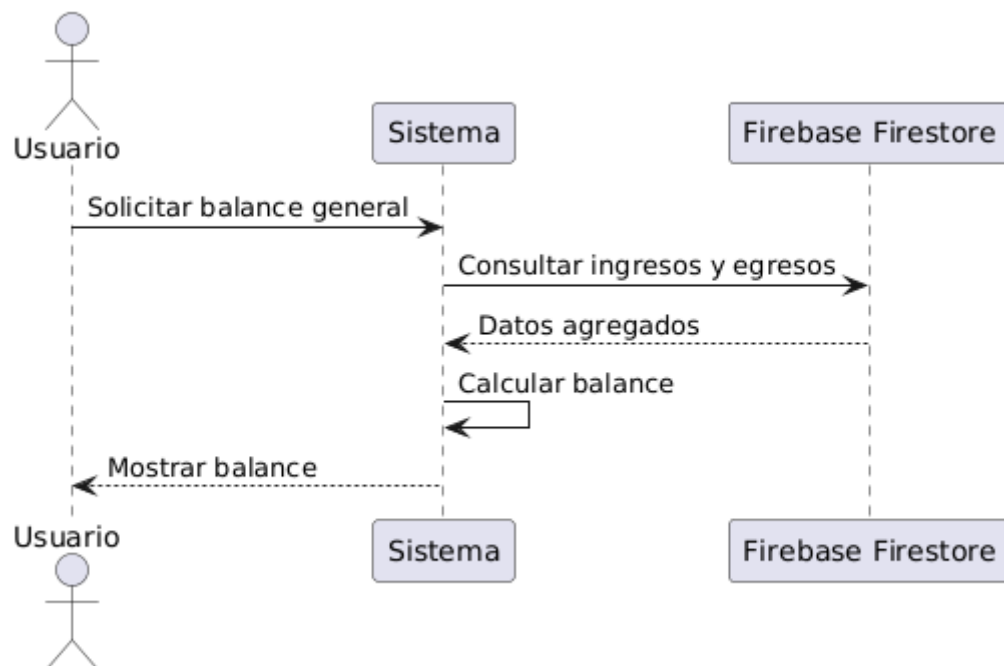 Usuario
Sistema
Firebase Firestore
Solicitar balance general
Consultar ingresos y egresos
Datos agregados
Calcular balance
Mostrar balance
Usuario
Sistema
Firebase Firestore